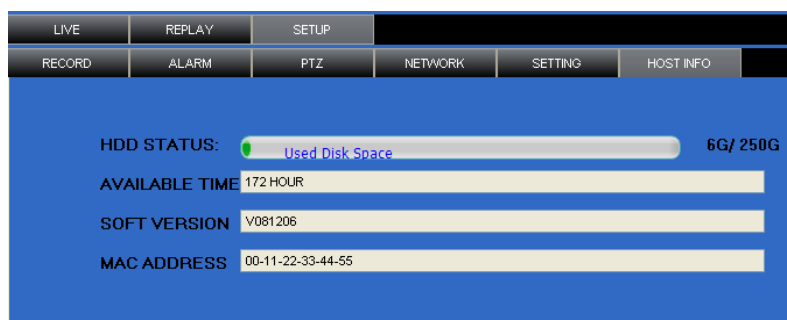 LIVE REPLAY SETUP
RECORD ALARM PTZ NETWORK SETTING HOST INFO
HDD STATUS: Used Disk Space 6G/ 250G
AVAILABLE TIME 172 HOUR
SOFT VERSION V081206
MAC ADDRESS 00-11-22-33-44-55